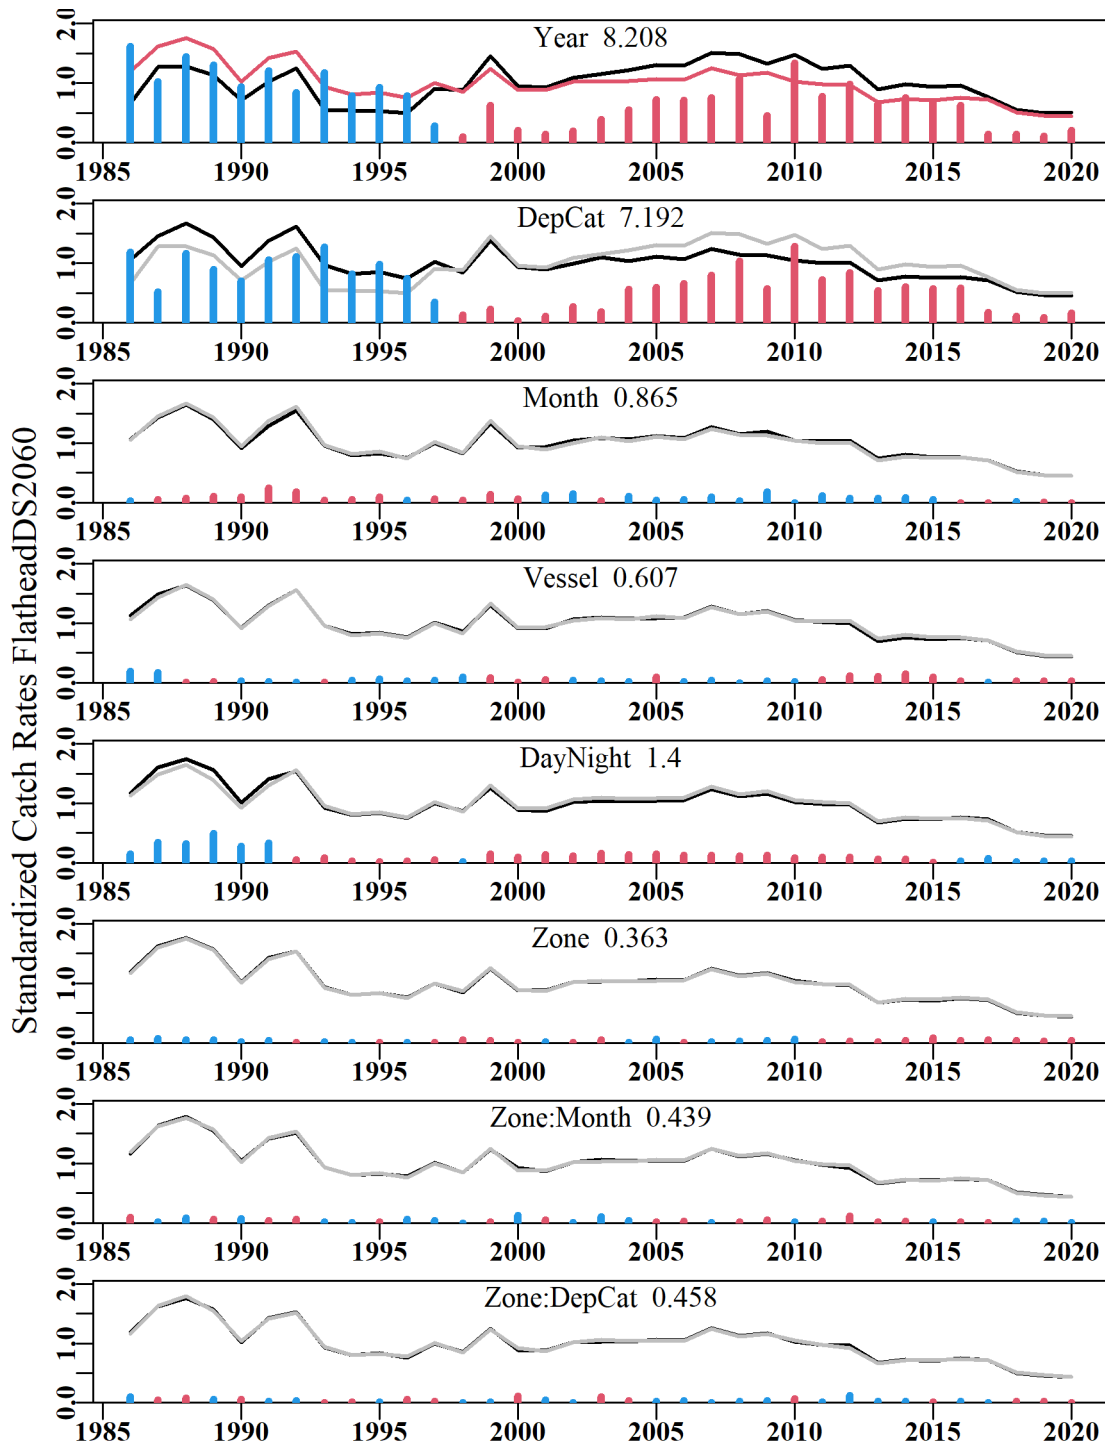 Standardized Catch Rates FlatheadDS2060
Year 8.208
0.0 1.0 2.0
1985 1990 1995 2000 2005 2010 2015 2020
DepCat 7.192
0.0 1.0 2.0
1985 1990 1995 2000 2005 2010 2015 2020
Month 0.865
0.0 1.0 2.0
1985 1990 1995 2000 2005 2010 2015 2020
Vessel 0.607
0.0 1.0 2.0
1985 1990 1995 2000 2005 2010 2015 2020
DayNight 1.4
0.0 1.0 2.0
1985 1990 1995 2000 2005 2010 2015 2020
Zone 0.363
0.0 1.0 2.0
1985 1990 1995 2000 2005 2010 2015 2020
Zone:Month 0.439
0.0 1.0 2.0
1985 1990 1995 2000 2005 2010 2015 2020
Zone:DepCat 0.458
0.0 1.0 2.0
1985 1990 1995 2000 2005 2010 2015 2020